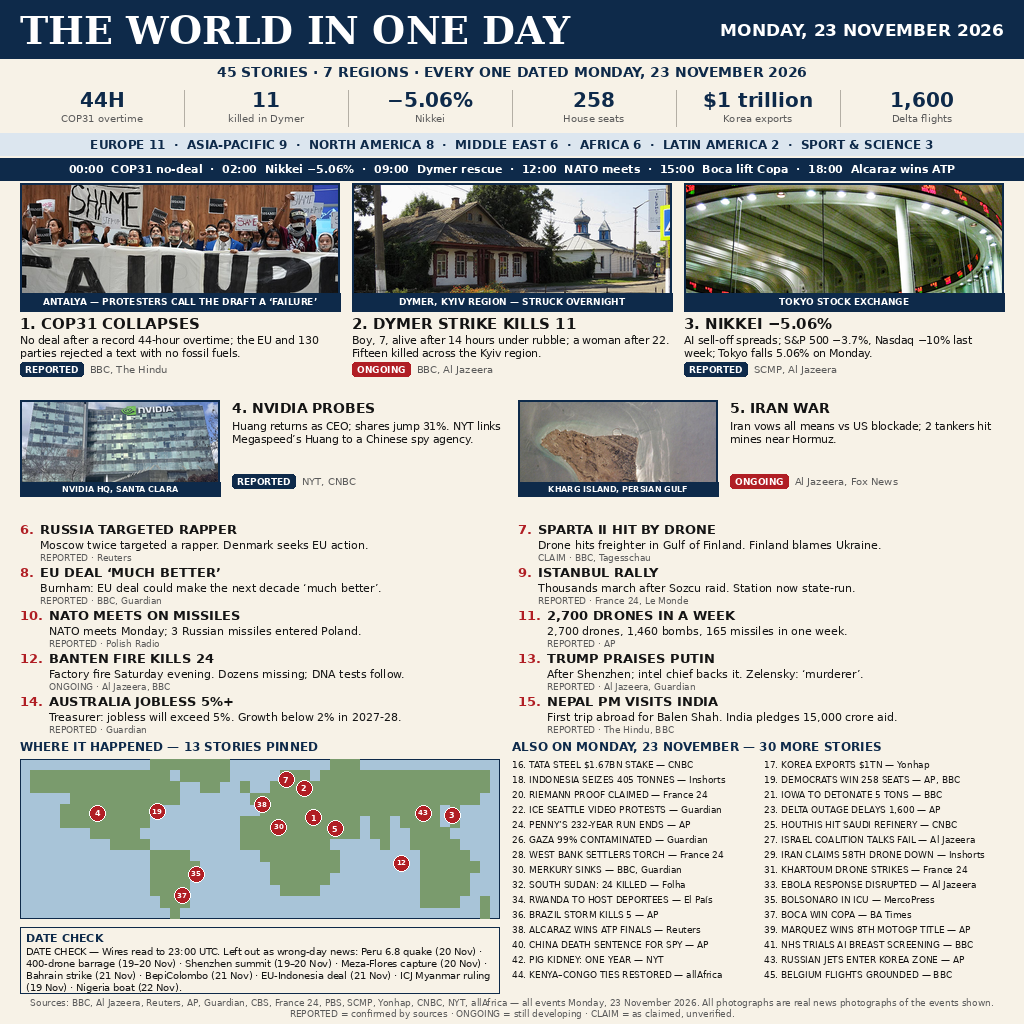 THE WORLD IN ONE DAY
MONDAY, 23 NOVEMBER 2026
45 STORIES · 7 REGIONS · EVERY ONE DATED MONDAY, 23 NOVEMBER 2026
44H
COP31 overtime
11
killed in Dymer
−5.06%
Nikkei
258
House seats
$1 trillion
Korea exports
1,600
Delta flights
EUROPE 11 · ASIA-PACIFIC 9 · NORTH AMERICA 8 · MIDDLE EAST 6 · AFRICA 6 · LATIN AMERICA 2 · SPORT & SCIENCE 3
00:00 COP31 no-deal · 02:00 Nikkei −5.06% · 09:00 Dymer rescue · 12:00 NATO meets · 15:00 Boca lift Copa · 18:00 Alcaraz wins ATP
SHAME
SHAME
AILURE
ANTALYA — PROTESTERS CALL THE DRAFT A ‘FAILURE’
1. COP31 COLLAPSES
No deal after a record 44-hour overtime; the EU and 130
parties rejected a text with no fossil fuels.
REPORTED BBC, The Hindu
DYMER, KYIV REGION — STRUCK OVERNIGHT
2. DYMER STRIKE KILLS 11
Boy, 7, alive after 14 hours under rubble; a woman after 22.
Fifteen killed across the Kyiv region.
ONGOING BBC, Al Jazeera
TOKYO STOCK EXCHANGE
3. NIKKEI −5.06%
AI sell-off spreads; S&P 500 −3.7%, Nasdaq −10% last
week; Tokyo falls 5.06% on Monday.
REPORTED SCMP, Al Jazeera
NVIDIA
NVIDIA HQ, SANTA CLARA
4. NVIDIA PROBES
Huang returns as CEO; shares jump 31%. NYT links
Megaspeed’s Huang to a Chinese spy agency.
REPORTED NYT, CNBC
KHARG ISLAND, PERSIAN GULF
5. IRAN WAR
Iran vows all means vs US blockade; 2 tankers hit
mines near Hormuz.
ONGOING Al Jazeera, Fox News
6. RUSSIA TARGETED RAPPER
Moscow twice targeted a rapper. Denmark seeks EU action.
REPORTED · Reuters
7. SPARTA II HIT BY DRONE
Drone hits freighter in Gulf of Finland. Finland blames Ukraine.
CLAIM · BBC, Tagesschau
8. EU DEAL ‘MUCH BETTER’
Burnham: EU deal could make the next decade ‘much better’.
REPORTED · BBC, Guardian
9. ISTANBUL RALLY
Thousands march after Sozcu raid. Station now state-run.
REPORTED · France 24, Le Monde
10. NATO MEETS ON MISSILES
NATO meets Monday; 3 Russian missiles entered Poland.
REPORTED · Polish Radio
11. 2,700 DRONES IN A WEEK
2,700 drones, 1,460 bombs, 165 missiles in one week.
REPORTED · AP
12. BANTEN FIRE KILLS 24
Factory fire Saturday evening. Dozens missing; DNA tests follow.
ONGOING · Al Jazeera, BBC
13. TRUMP PRAISES PUTIN
After Shenzhen; intel chief backs it. Zelensky: ‘murderer’.
REPORTED · Al Jazeera, Guardian
14. AUSTRALIA JOBLESS 5%+
Treasurer: jobless will exceed 5%. Growth below 2% in 2027-28.
REPORTED · Guardian
15. NEPAL PM VISITS INDIA
First trip abroad for Balen Shah. India pledges 15,000 crore aid.
REPORTED · The Hindu, BBC
WHERE IT HAPPENED — 13 STORIES PINNED
7
2
38
4
19
30
1
5
43
3
12
35
37
DATE CHECK
DATE CHECK — Wires read to 23:00 UTC. Left out as wrong-day news: Peru 6.8 quake (20 Nov) ·
400-drone barrage (19–20 Nov) · Shenzhen summit (19–20 Nov) · Meza-Flores capture (20 Nov) ·
Bahrain strike (21 Nov) · BepiColombo (21 Nov) · EU-Indonesia deal (21 Nov) · ICJ Myanmar ruling
(19 Nov) · Nigeria boat (22 Nov).
ALSO ON MONDAY, 23 NOVEMBER — 30 MORE STORIES
16. TATA STEEL $1.67BN STAKE — CNBC
17. KOREA EXPORTS $1TN — Yonhap
18. INDONESIA SEIZES 405 TONNES — Inshorts
19. DEMOCRATS WIN 258 SEATS — AP, BBC
20. RIEMANN PROOF CLAIMED — France 24
21. IOWA TO DETONATE 5 TONS — BBC
22. ICE SEATTLE VIDEO PROTESTS — Guardian
23. DELTA OUTAGE DELAYS 1,600 — AP
24. PENNY’S 232-YEAR RUN ENDS — AP
25. HOUTHIS HIT SAUDI REFINERY — CNBC
26. GAZA 99% CONTAMINATED — Guardian
27. ISRAEL COALITION TALKS FAIL — Al Jazeera
28. WEST BANK SETTLERS TORCH — France 24
29. IRAN CLAIMS 58TH DRONE DOWN — Inshorts
30. MERKURY SINKS — BBC, Guardian
31. KHARTOUM DRONE STRIKES — France 24
32. SOUTH SUDAN: 24 KILLED — Folha
33. EBOLA RESPONSE DISRUPTED — Al Jazeera
34. RWANDA TO HOST DEPORTEES — El País
35. BOLSONARO IN ICU — MercoPress
36. BRAZIL STORM KILLS 5 — AP
37. BOCA WIN COPA — BA Times
38. ALCARAZ WINS ATP FINALS — Reuters
39. MARQUEZ WINS 8TH MOTOGP TITLE — AP
40. CHINA DEATH SENTENCE FOR SPY — AP
41. NHS TRIALS AI BREAST SCREENING — BBC
42. PIG KIDNEY: ONE YEAR — NYT
43. RUSSIAN JETS ENTER KOREA ZONE — AP
44. KENYA–CONGO TIES RESTORED — allAfrica
45. BELGIUM FLIGHTS GROUNDED — BBC
Sources: BBC, Al Jazeera, Reuters, AP, Guardian, CBS, France 24, PBS, SCMP, Yonhap, CNBC, NYT, allAfrica — all events Monday, 23 November 2026. All photographs are real news photographs of the events shown.
REPORTED = confirmed by sources · ONGOING = still developing · CLAIM = as claimed, unverified.